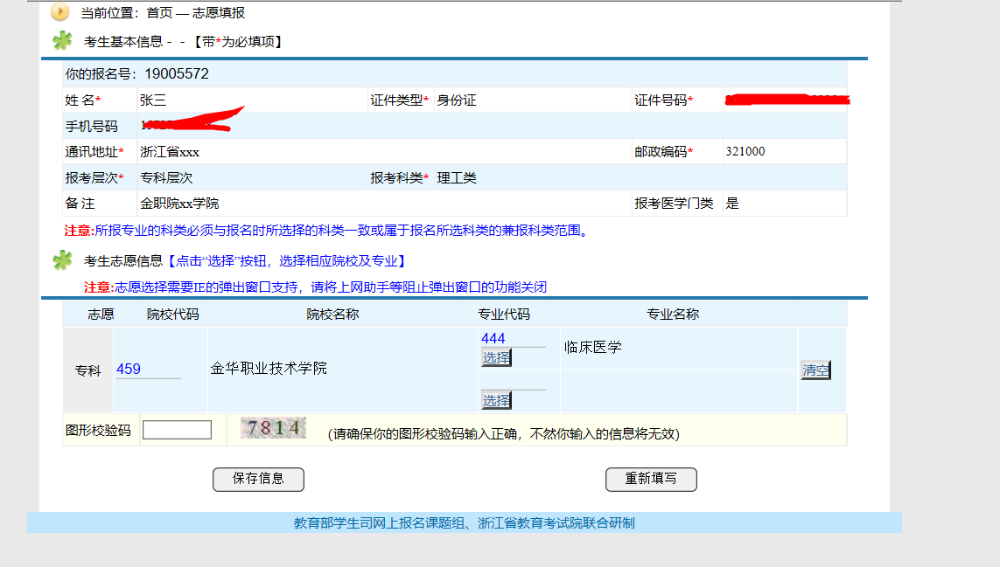 当前位置：首页 — 志愿填报
考生基本信息 - - 【带*为必填项】
你的报名号：19005572
姓 名* 张三 证件类型* 身份证 证件号码*
手机号码
通讯地址* 浙江省xxx 邮政编码* 321000
报考层次* 专科层次 报考科类* 理工类
备 注 金职院xx学院 报考医学门类 是
注意:所报专业的科类必须与报名时所选择的科类一致或属于报名所选科类的兼报科类范围。
考生志愿信息【点击“选择”按钮，选择相应院校及专业】
注意:志愿选择需要IE的弹出窗口支持，请将上网助手等阻止弹出窗口的功能关闭
志愿 院校代码 院校名称 专业代码 专业名称
专科 459 金华职业技术学院 444 临床医学 清空
选择
选择
图形校验码 7814 (请确保你的图形校验码输入正确，不然你输入的信息将无效)
保存信息 重新填写
教育部学生司网上报名课题组、浙江省教育考试院联合研制